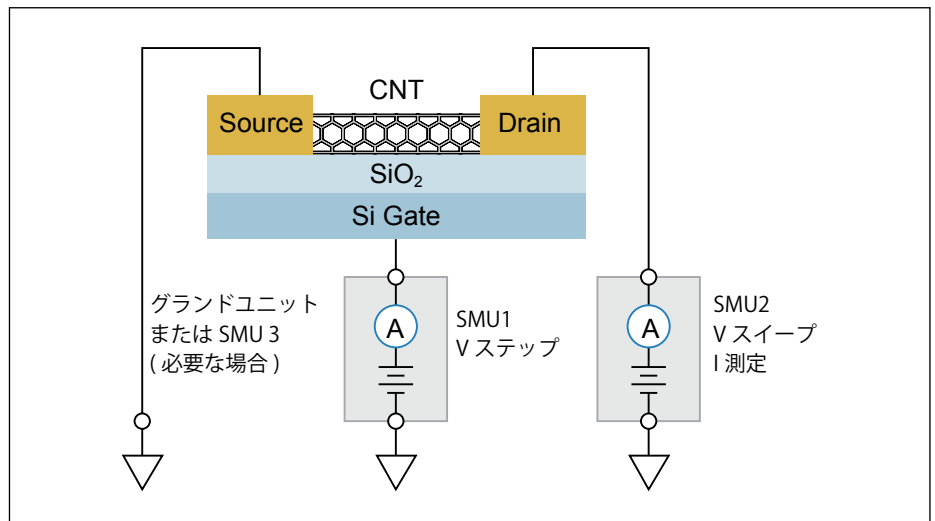 CNT
Source
Drain
SiO₂
Si Gate
グランドユニット
または SMU 3
( 必要な場合 )
A
SMU1
V ステップ
A
SMU2
V スイープ
I 測定